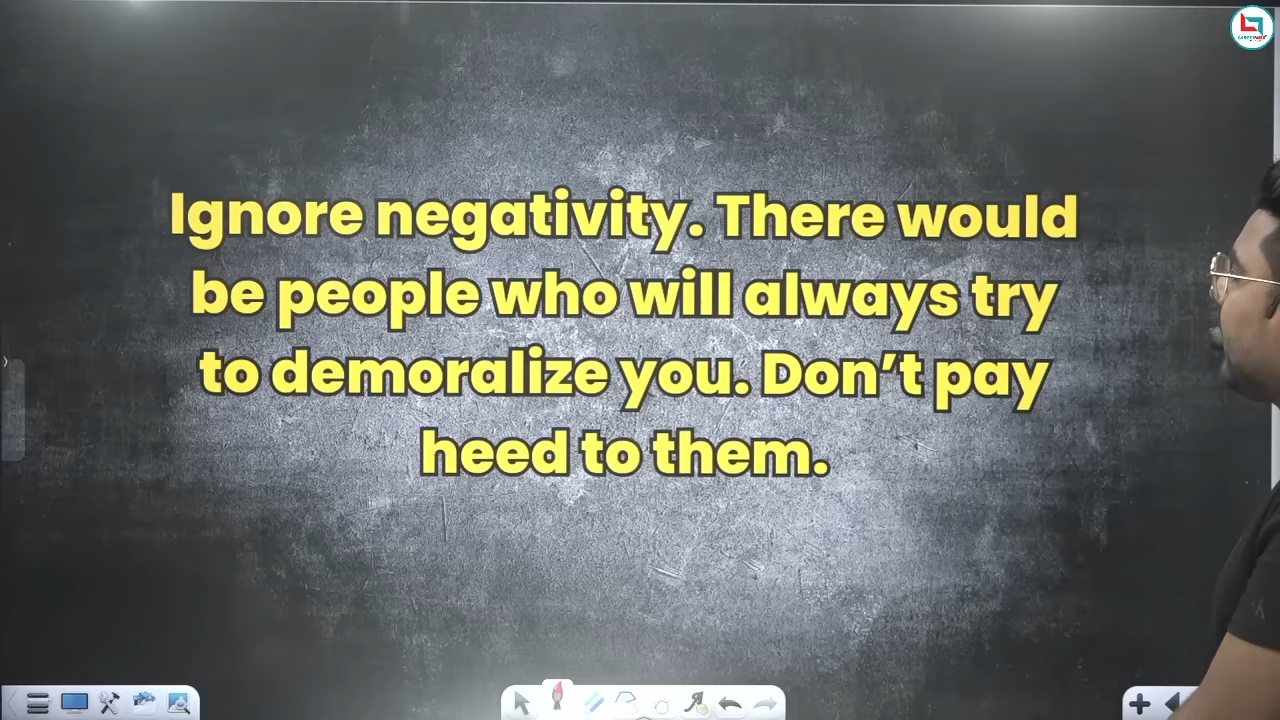 Ignore negativity. There would
be people who will always try
to demoralize you. Don’t pay
heed to them.